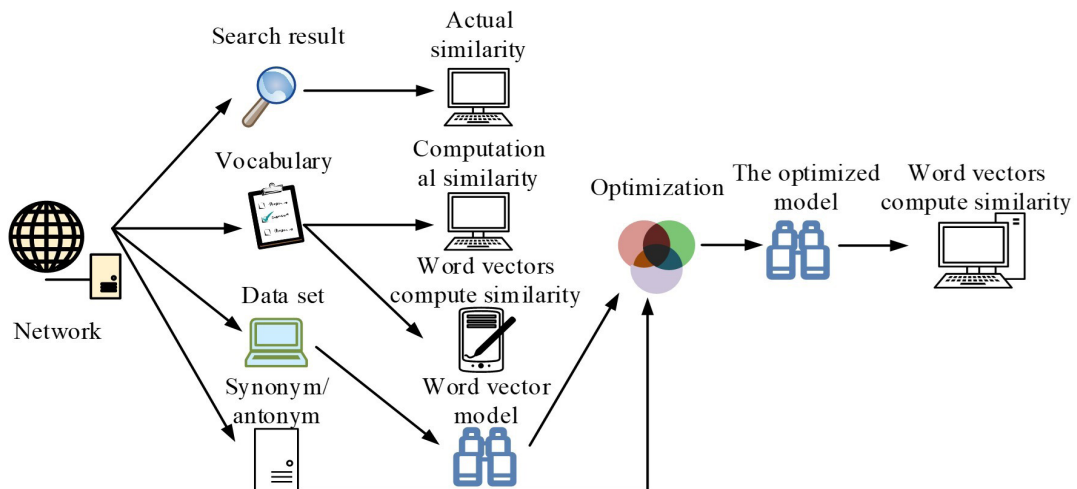 Search result
Actual
similarity
Vocabulary
Computation
al similarity
Optimization
The optimized
model
Word vectors
compute similarity
Network
Data set
Word vectors
compute similarity
Synonym/
antonym
Word vector
model